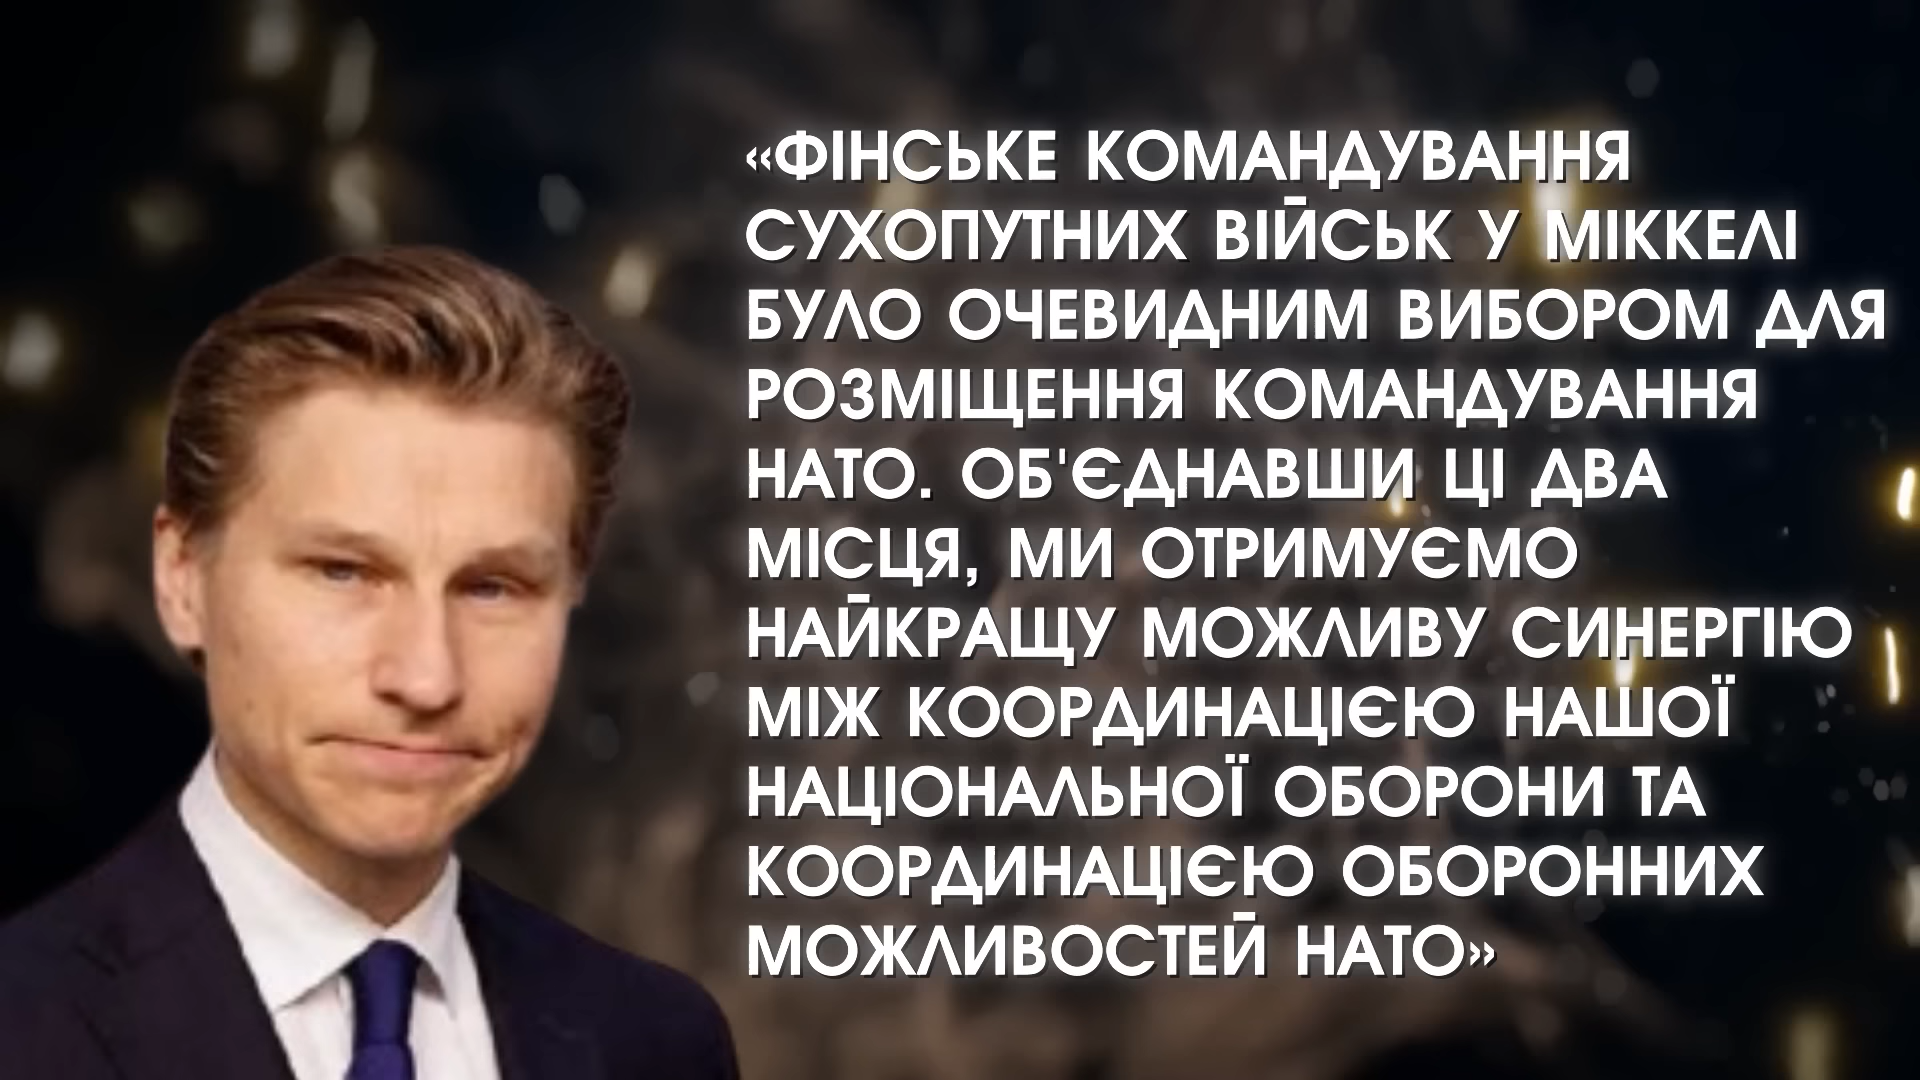 «ФІНСЬКЕ КОМАНДУВАННЯ
СУХОПУТНИХ ВІЙСЬК У МІККЕЛІ
БУЛО ОЧЕВИДНИМ ВИБОРОМ ДЛЯ
РОЗМІЩЕННЯ КОМАНДУВАННЯ
НАТО. ОБ'ЄДНАВШИ ЦІ ДВА
МІСЦЯ, МИ ОТРИМУЄМО
НАЙКРАЩУ МОЖЛИВУ СИНЕРГІЮ
МІЖ КООРДИНАЦІЄЮ НАШОЇ
НАЦІОНАЛЬНОЇ ОБОРОНИ ТА
КООРДИНАЦІЄЮ ОБОРОННИХ
МОЖЛИВОСТЕЙ НАТО»